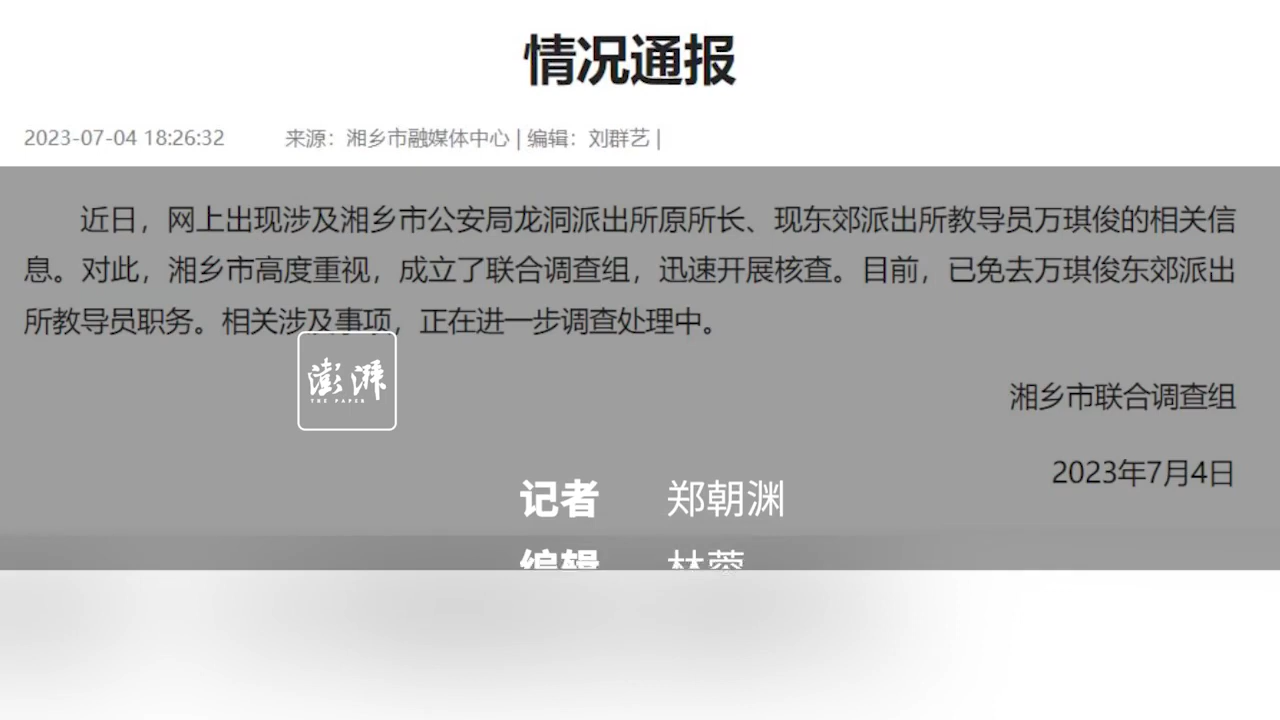 情况通报
2023-07-04 18:26:32 来源：湘乡市融媒体中心 | 编辑：刘群艺 |
近日，网上出现涉及湘乡市公安局龙洞派出所原所长、现东郊派出所教导员万琪俊的相关信
息。对此，湘乡市高度重视，成立了联合调查组，迅速开展核查。目前，已免去万琪俊东郊派出
所教导员职务。相关涉及事项，正在进一步调查处理中。
澎湃
THE PAPER
湘乡市联合调查组
2023年7月4日
记者 郑朝渊
编辑 林蓉